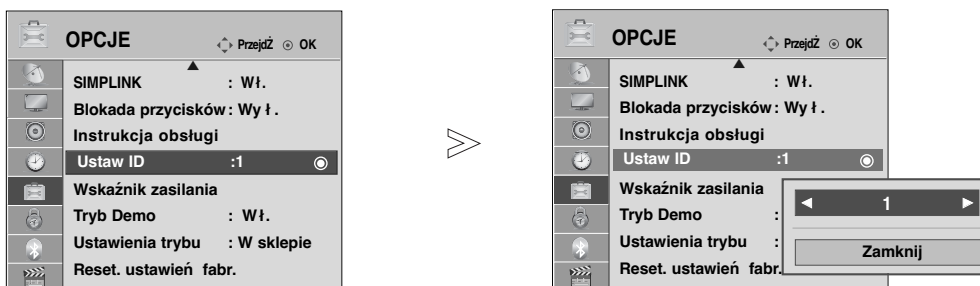 OPCJE PrzejdŹ OK
SIMPLINK : Wł.
Blokada przycisków : Wy ł .
Instrukcja obsługi
Ustaw ID :1
Wskaźnik zasilania
Tryb Demo : Wł.
Ustawienia trybu : W sklepie
Reset. ustawień fabr.
OPCJE PrzejdŹ OK
SIMPLINK : Wł.
Blokada przycisków : Wy ł .
Instrukcja obsługi
Ustaw ID :1
Wskaźnik zasilania
Tryb Demo :
Ustawienia trybu :
Reset. ustawień fabr.
1
Zamknij